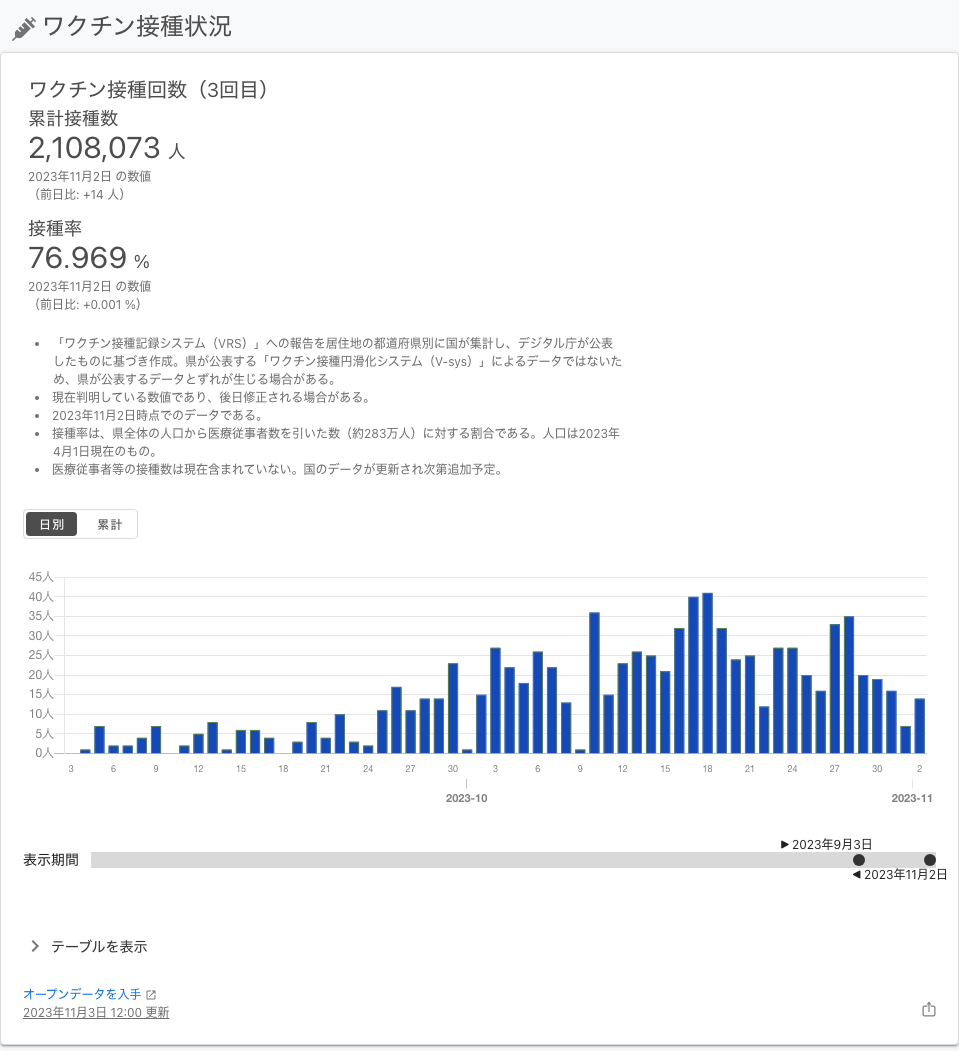 ワクチン接種状況
ワクチン接種回数（3回目）
累計接種数
2,108,073 人
2023年11月2日 の数値
（前日比: +14 人）
接種率
76.969 %
2023年11月2日 の数値
（前日比: +0.001 %）
• 「ワクチン接種記録システム（VRS）」への報告を居住地の都道府県別に国が集計し、デジタル庁が公表
したものに基づき作成。県が公表する「ワクチン接種円滑化システム（V-sys）」によるデータではないた
め、県が公表するデータとずれが生じる場合がある。
• 現在判明している数値であり、後日修正される場合がある。
• 2023年11月2日時点でのデータである。
• 接種率は、県全体の人口から医療従事者数を引いた数（約283万人）に対する割合である。人口は2023年
4月1日現在のもの。
• 医療従事者等の接種数は現在含まれていない。国のデータが更新され次第追加予定。
日別 累計
45人
40人
35人
30人
25人
20人
15人
10人
5人
0人
3 6 9 12 15 18 21 24 27 30 3 6 9 12 15 18 21 24 27 30 2
2023-10 2023-11
2023年9月3日
表示期間
2023年11月2日
テーブルを表示
オープンデータを入手
2023年11月3日 12:00 更新